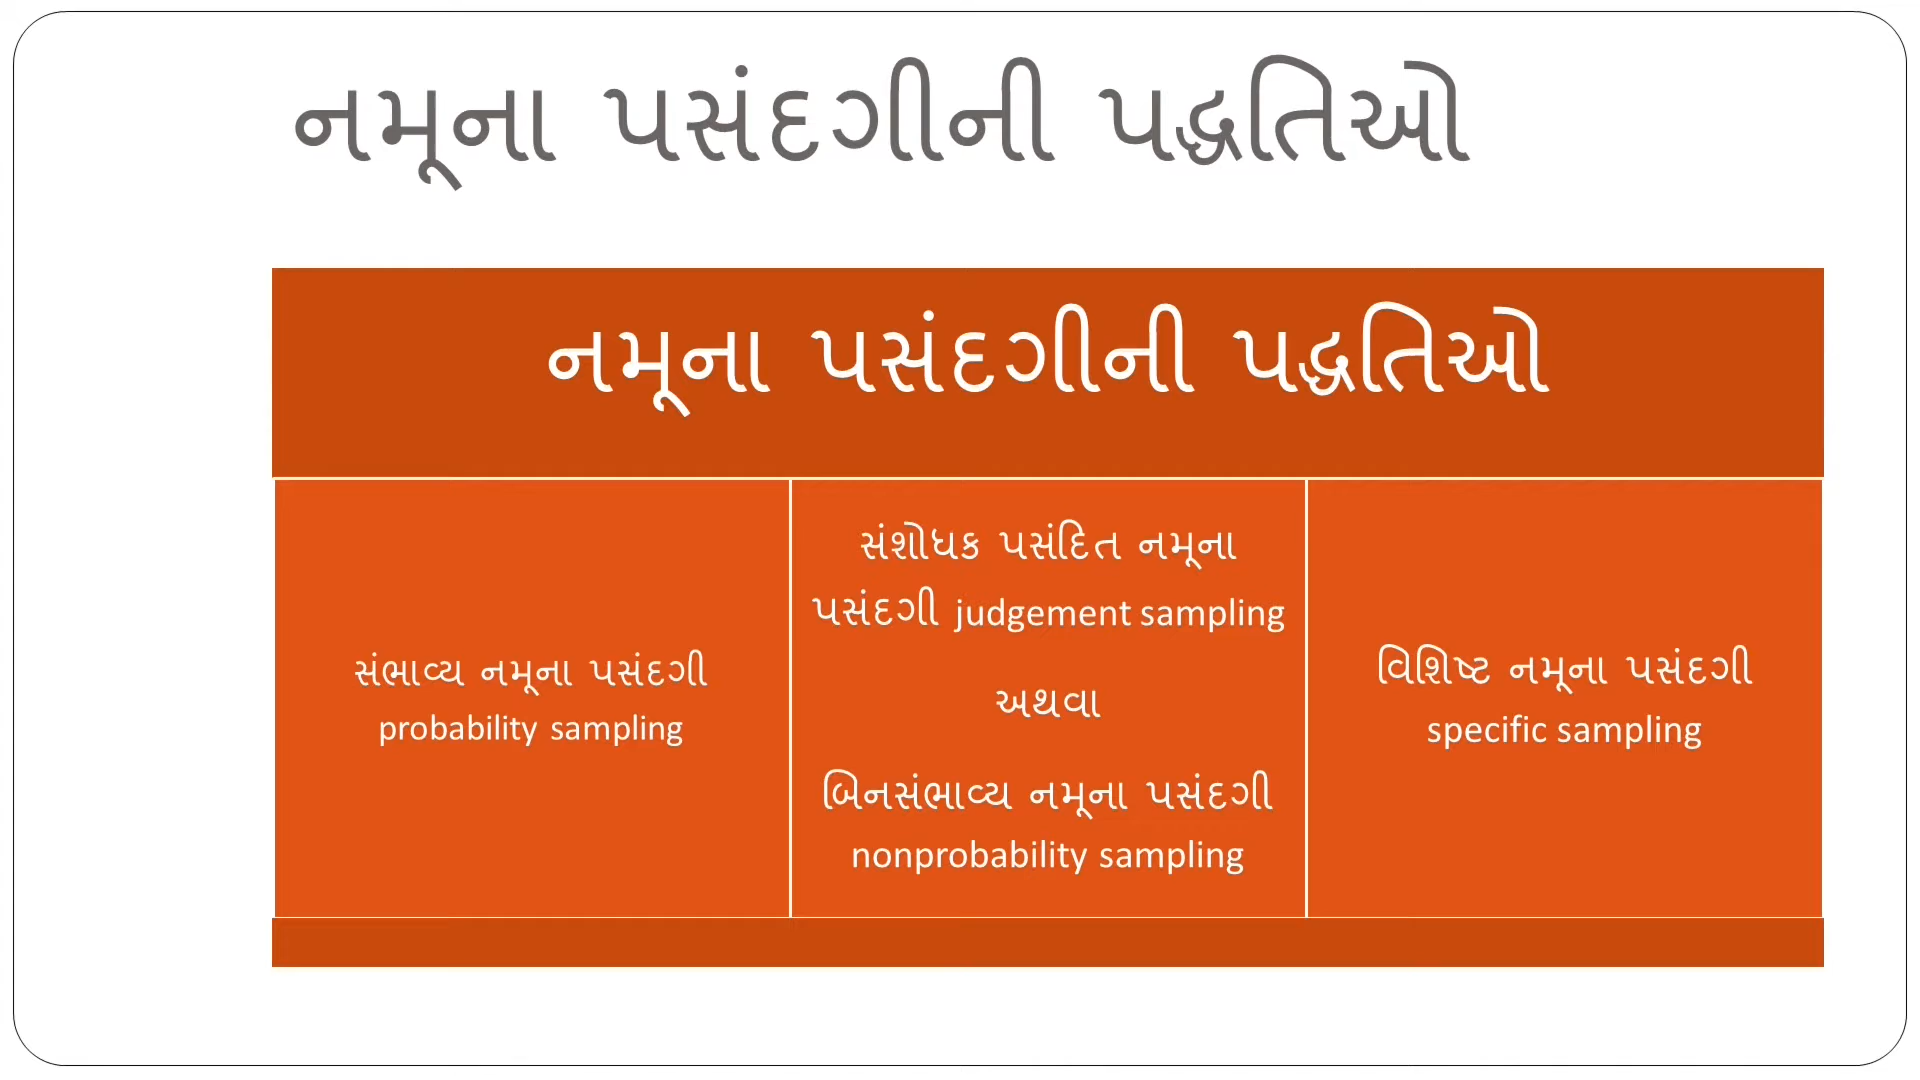 નમૂના પસંદગીની પદ્ધતિઓ
નમૂના પસંદગીની પદ્ધતિઓ
સંભાવ્ય નમૂના પસંદગી
probability sampling
સંશોધક પસંદિત નમૂના
પસંદગી judgement sampling
અથવા
બિનસંભાવ્ય નમૂના પસંદગી
nonprobability sampling
વિશિષ્ટ નમૂના પસંદગી
specific sampling